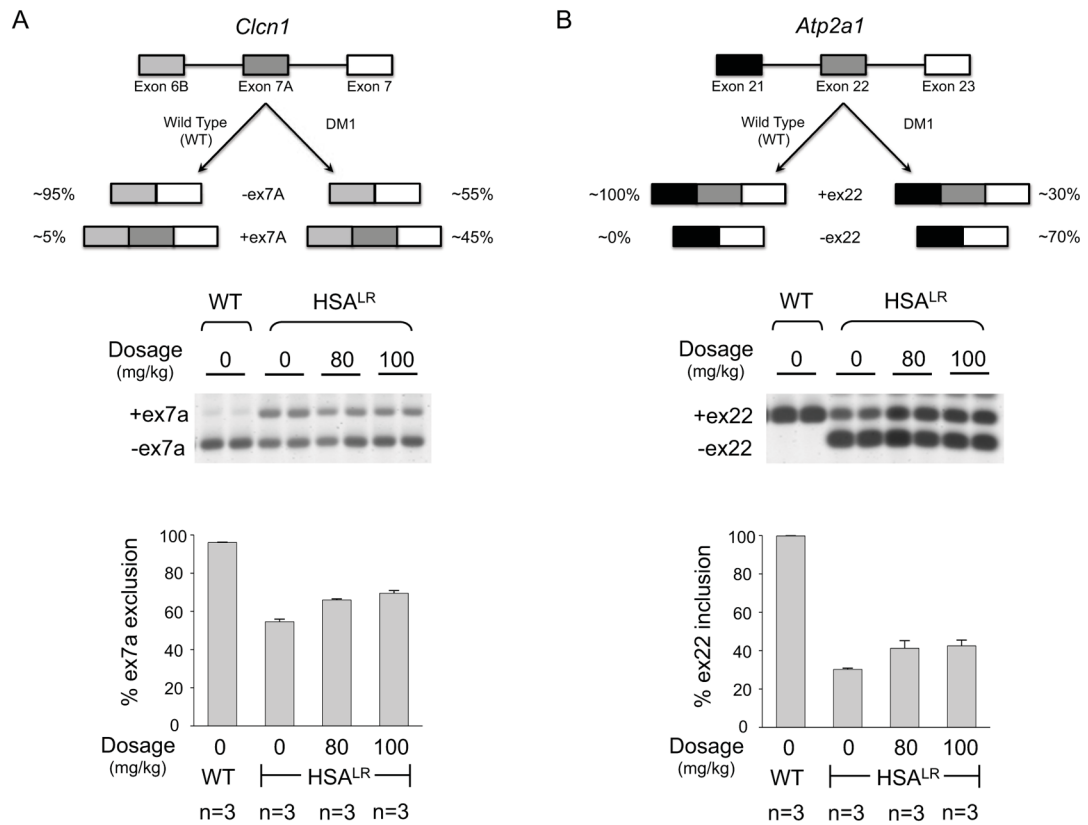 A
Clcn1
Exon 6B Exon 7A Exon 7
Wild Type
(WT)
DM1
~95% -ex7A ~55%
~5% +ex7A ~45%
WT HSALR
Dosage
(mg/kg)
0 0 80 100
+ex7a
-ex7a
% ex7a exclusion
100
80
60
40
20
0
Dosage
(mg/kg)
0 0 80 100
WT HSALR
n=3 n=3 n=3 n=3
B
Atp2a1
Exon 21 Exon 22 Exon 23
Wild Type
(WT)
DM1
~100% +ex22 ~30%
~0% -ex22 ~70%
WT HSALR
Dosage
(mg/kg)
0 0 80 100
+ex22
-ex22
% ex22 inclusion
100
80
60
40
20
0
Dosage
(mg/kg)
0 0 80 100
WT HSALR
n=3 n=3 n=3 n=3